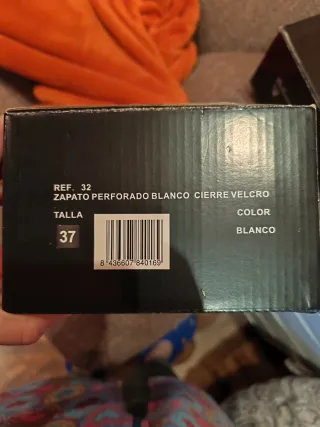 REF. 32
ZAPATO PERFORADO BLANCO CIERRE VELCRO
TALLA COLOR
37 BLANCO
8 436607 840169